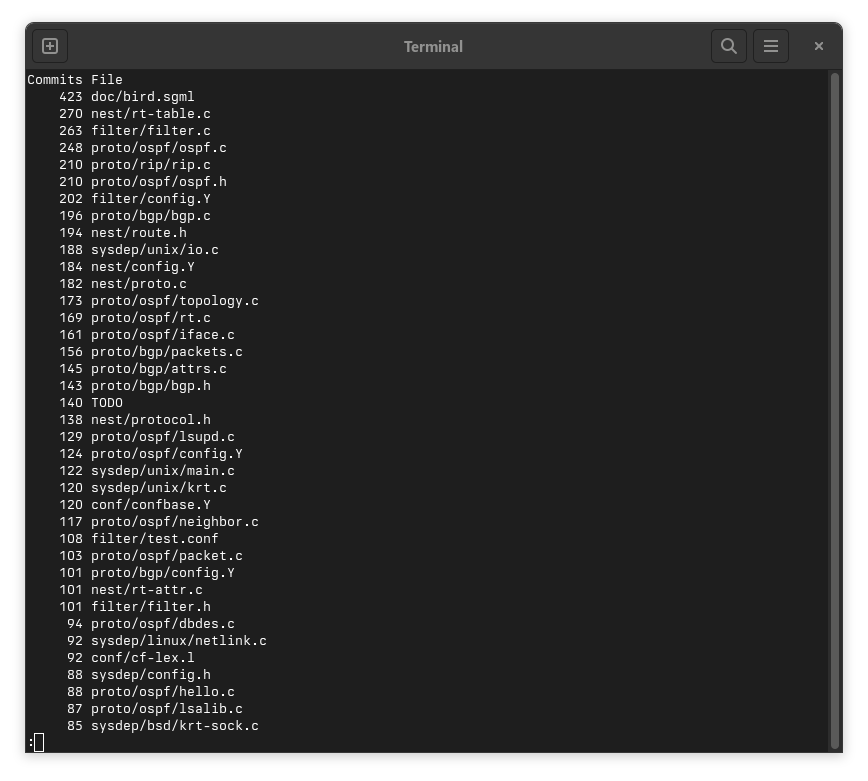 Terminal
Commits File
423 doc/bird.sgml
270 nest/rt-table.c
263 filter/filter.c
248 proto/ospf/ospf.c
210 proto/rip/rip.c
210 proto/ospf/ospf.h
202 filter/config.Y
196 proto/bgp/bgp.c
194 nest/route.h
188 sysdep/unix/io.c
184 nest/config.Y
182 nest/proto.c
173 proto/ospf/topology.c
169 proto/ospf/rt.c
161 proto/ospf/iface.c
156 proto/bgp/packets.c
145 proto/bgp/attrs.c
143 proto/bgp/bgp.h
140 TODO
138 nest/protocol.h
129 proto/ospf/lsupd.c
124 proto/ospf/config.Y
122 sysdep/unix/main.c
120 sysdep/unix/krt.c
120 conf/confbase.Y
117 proto/ospf/neighbor.c
108 filter/test.conf
103 proto/ospf/packet.c
101 proto/bgp/config.Y
101 nest/rt-attr.c
101 filter/filter.h
94 proto/ospf/dbdes.c
92 sysdep/linux/netlink.c
92 conf/cf-lex.l
88 sysdep/config.h
88 proto/ospf/hello.c
87 proto/ospf/lsalib.c
85 sysdep/bsd/krt-sock.c
: